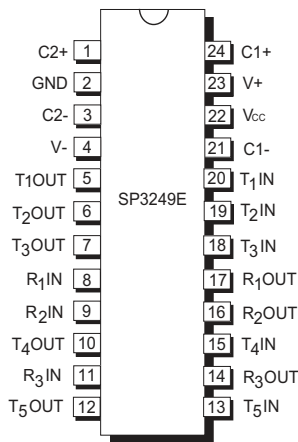 C2+ 1 24 C1+
GND 2 23 V+
C2- 3 22 Vcc
V- 4 21 C1-
T1OUT 5 20 T1IN
SP3249E
T2OUT 6 19 T2IN
T3OUT 7 18 T3IN
R1IN 8 17 R1OUT
R2IN 9 16 R2OUT
T4OUT 10 15 T4IN
R3IN 11 14 R3OUT
T5OUT 12 13 T5IN